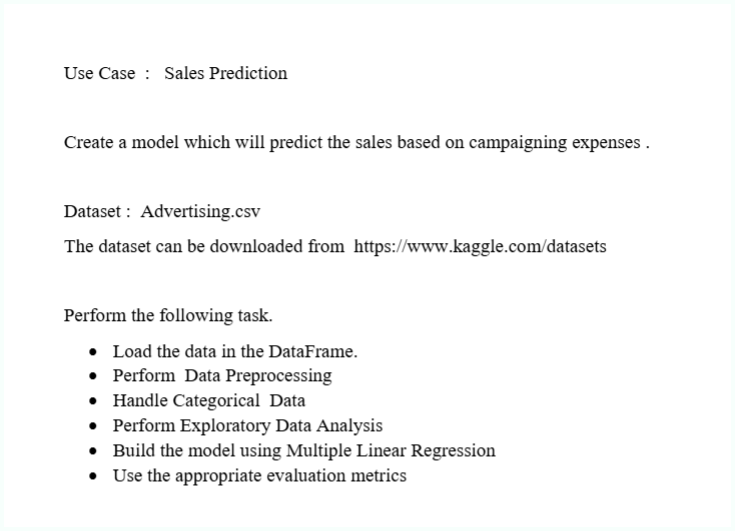 Use Case : Sales Prediction
Create a model which will predict the sales based on campaigning expenses .
Dataset : Advertising.csv
The dataset can be downloaded from https://www.kaggle.com/datasets
Perform the following task.
• Load the data in the DataFrame.
• Perform Data Preprocessing
• Handle Categorical Data
• Perform Exploratory Data Analysis
• Build the model using Multiple Linear Regression
• Use the appropriate evaluation metrics